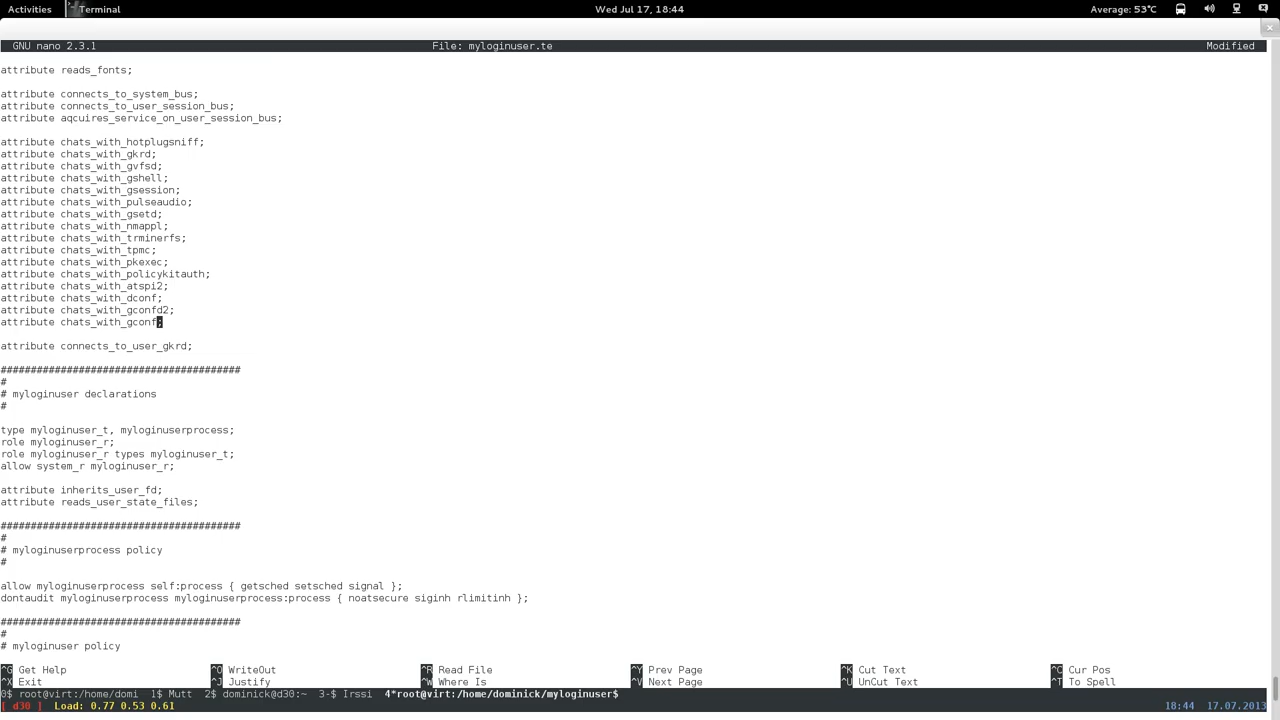 Activities Terminal Wed Jul 17, 18:44 Average: 53°C
GNU nano 2.3.1 File: myloginuser.te Modified
attribute reads_fonts;
attribute connects_to_system_bus;
attribute connects_to_user_session_bus;
attribute aqcuires_service_on_user_session_bus;
attribute chats_with_hotplugsniff;
attribute chats_with_gkrd;
attribute chats_with_gvfsd;
attribute chats_with_gshell;
attribute chats_with_gsession;
attribute chats_with_pulseaudio;
attribute chats_with_gsetd;
attribute chats_with_nmappl;
attribute chats_with_trminerfs;
attribute chats_with_tpmc;
attribute chats_with_pkexec;
attribute chats_with_policykitauth;
attribute chats_with_atspi2;
attribute chats_with_dconf;
attribute chats_with_gconfd2;
attribute chats_with_gconf;
attribute connects_to_user_gkrd;
########################################
#
# myloginuser declarations
#
type myloginuser_t, myloginuserprocess;
role myloginuser_r;
role myloginuser_r types myloginuser_t;
allow system_r myloginuser_r;
attribute inherits_user_fd;
attribute reads_user_state_files;
########################################
#
# myloginuserprocess policy
#
allow myloginuserprocess self:process { getsched setsched signal };
dontaudit myloginuserprocess myloginuserprocess:process { noatsecure siginh rlimitinh };
########################################
#
# myloginuser policy
^G Get Help ^O WriteOut ^R Read File ^Y Prev Page ^K Cut Text ^C Cur Pos
^X Exit ^J Justify ^W Where Is ^V Next Page ^U UnCut Text ^T To Spell
0$ root@virt:/home/domi 1$ Mutt 2$ dominick@d30:~ 3-$ Irssi 4*root@virt:/home/dominick/myloginuser$
[ d30 ] Load: 0.77 0.53 0.61 18:44 17.07.2013